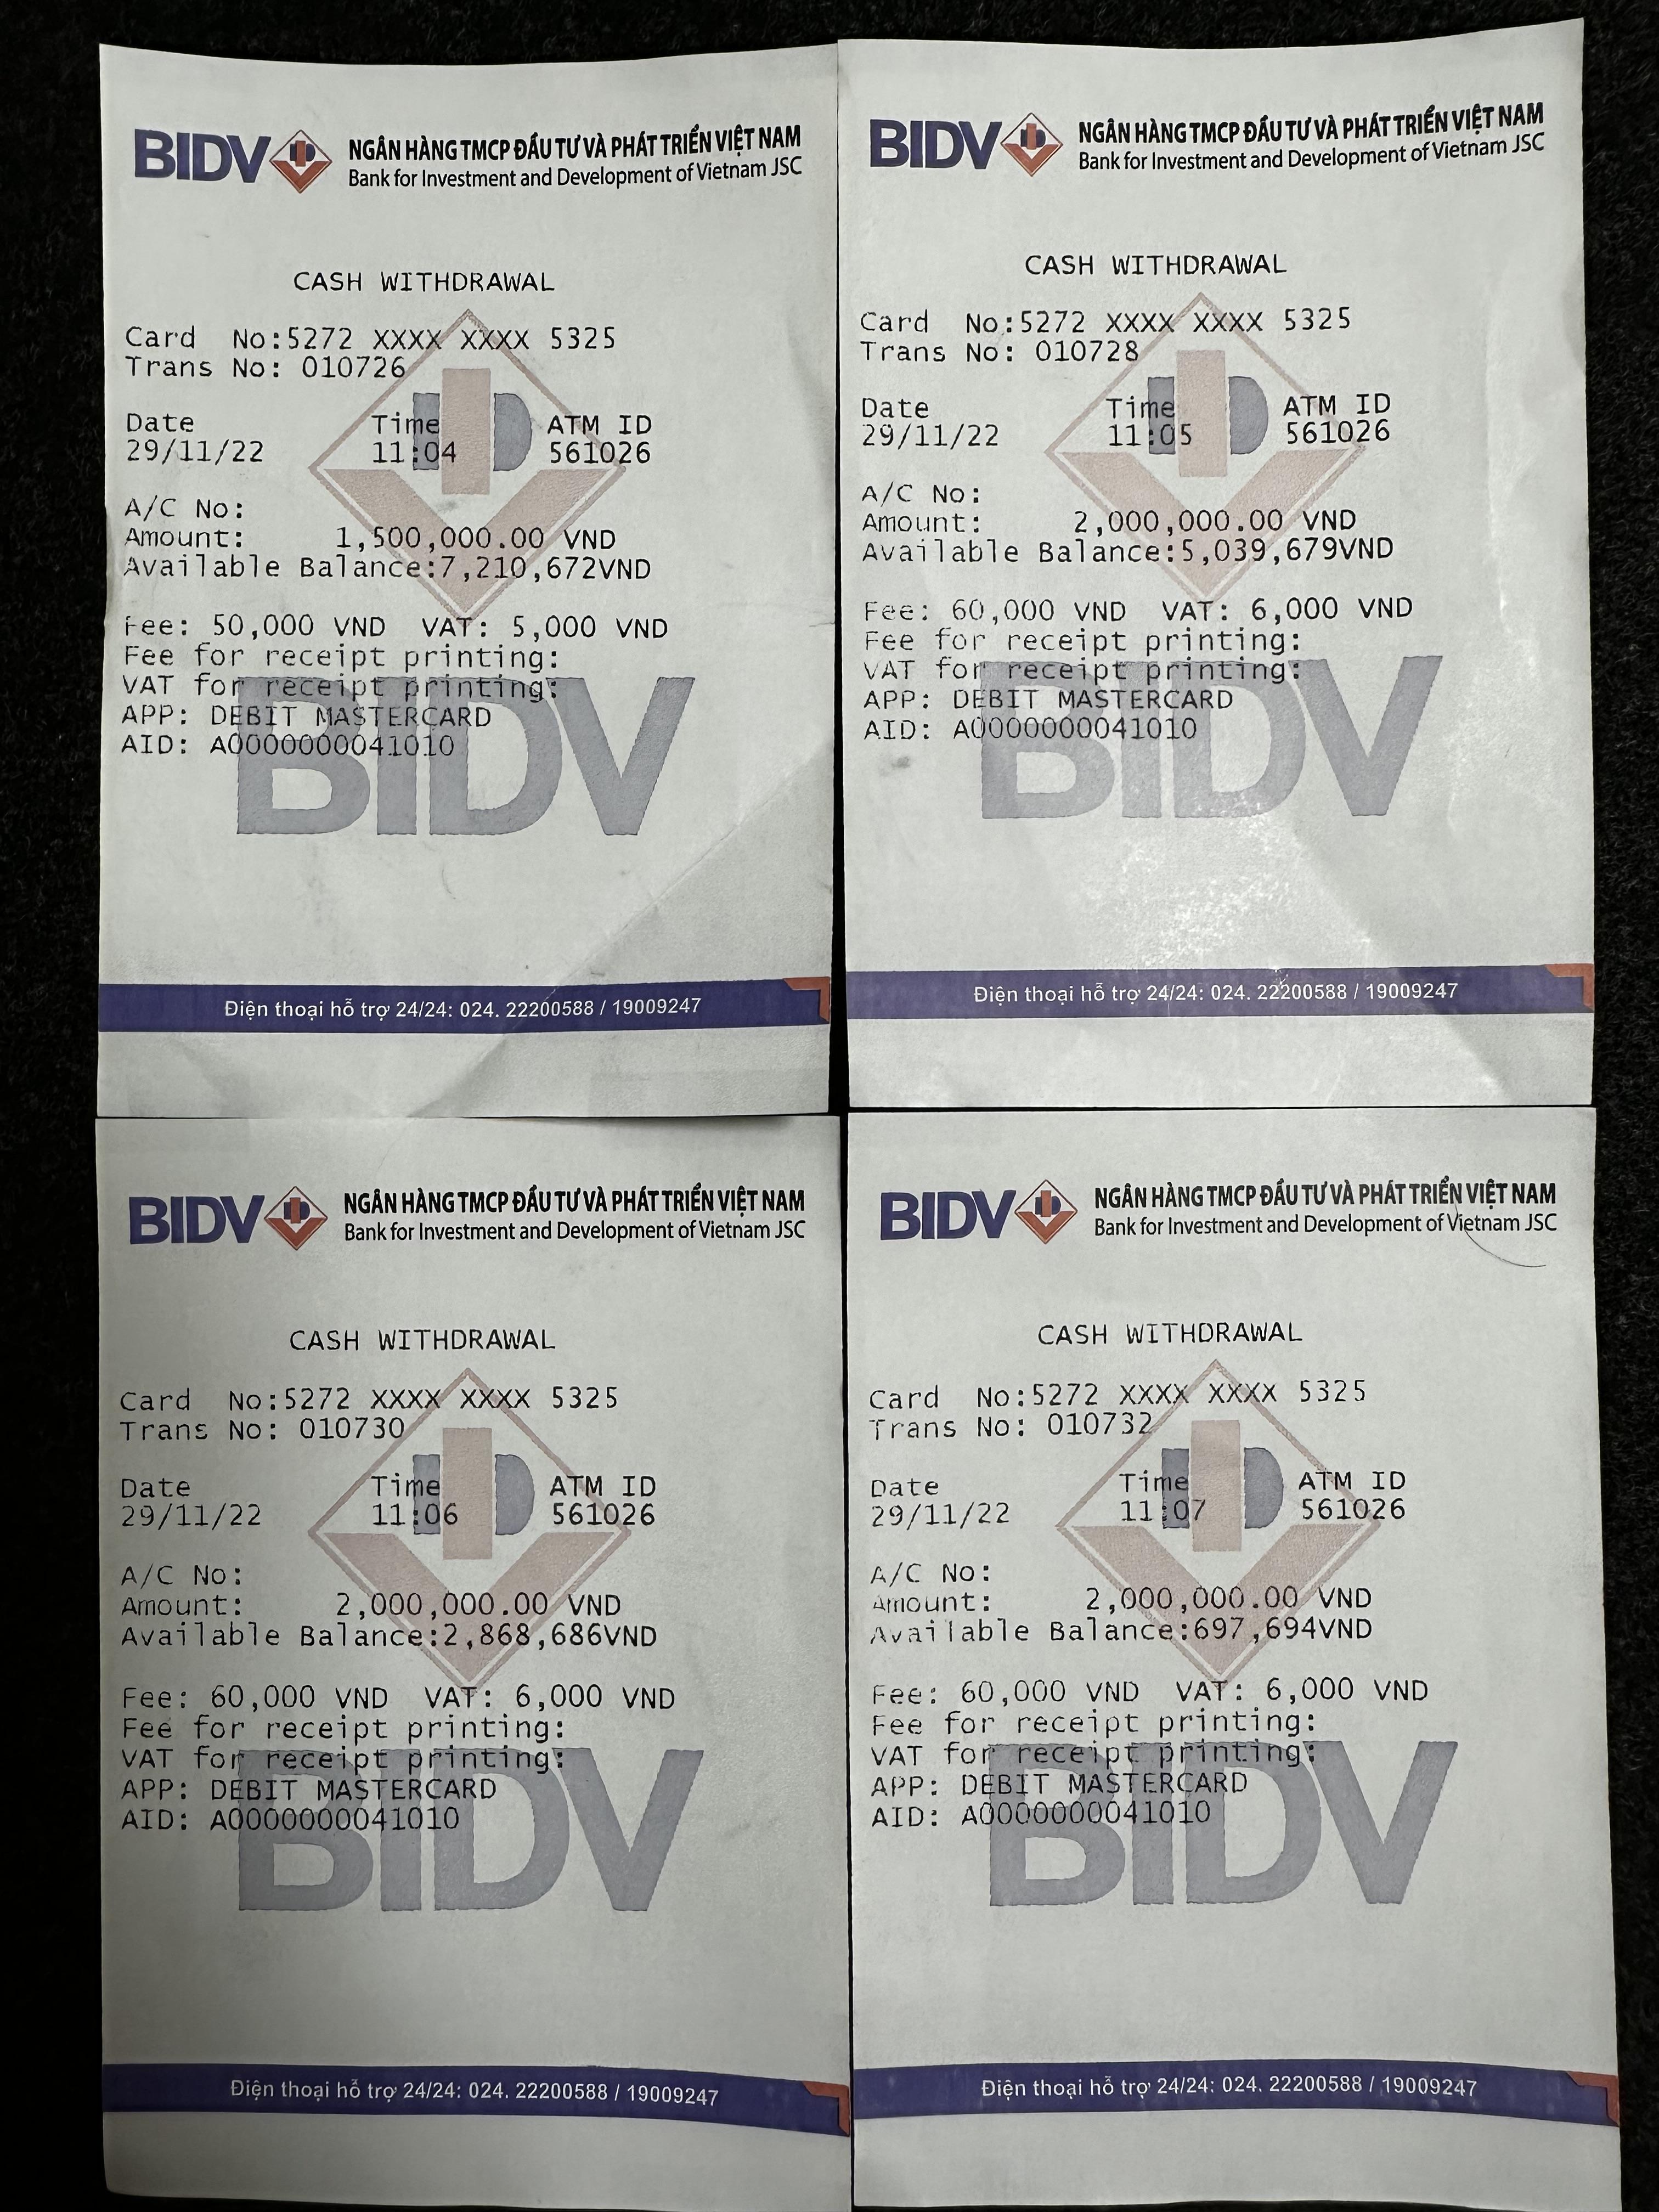 BIDV NGÂN HÀNG TMCP ĐẦU TƯ VÀ PHÁT TRIỂN VIỆT NAM
Bank for Investment and Development of Vietnam JSC
CASH WITHDRAWAL
Card No:5272 XXXX XXXX 5325
Trans No: 010726
Date Time ATM ID
29/11/22 11:04 561026
A/C No:
Amount: 1,500,000.00 VND
Available Balance:7,210,672VND
Fee: 50,000 VND VAT: 5,000 VND
Fee for receipt printing:
VAT for receipt printing:
APP: DEBIT MASTERCARD
AID: A0000000041010
BIDV
Điện thoại hỗ trợ 24/24: 024. 22200588 / 19009247
BIDV NGÂN HÀNG TMCP ĐẦU TƯ VÀ PHÁT TRIỂN VIỆT NAM
Bank for Investment and Development of Vietnam JSC
CASH WITHDRAWAL
Card No:5272 XXXX XXXX 5325
Trans No: 010728
Date Time ATM ID
29/11/22 11:05 561026
A/C No:
Amount: 2,000,000.00 VND
Available Balance:5,039,679VND
Fee: 60,000 VND VAT: 6,000 VND
Fee for receipt printing:
VAT for receipt printing:
APP: DEBIT MASTERCARD
AID: A0000000041010
BIDV
Điện thoại hỗ trợ 24/24: 024. 22200588 / 19009247
BIDV NGÂN HÀNG TMCP ĐẦU TƯ VÀ PHÁT TRIỂN VIỆT NAM
Bank for Investment and Development of Vietnam JSC
CASH WITHDRAWAL
Card No:5272 XXXX XXXX 5325
Trans No: 010730
Date Time ATM ID
29/11/22 11:06 561026
A/C No:
Amount: 2,000,000.00 VND
Available Balance:2,868,686VND
Fee: 60,000 VND VAT: 6,000 VND
Fee for receipt printing:
VAT for receipt printing:
APP: DEBIT MASTERCARD
AID: A0000000041010
BIDV
Điện thoại hỗ trợ 24/24: 024. 22200588 / 19009247
BIDV NGÂN HÀNG TMCP ĐẦU TƯ VÀ PHÁT TRIỂN VIỆT NAM
Bank for Investment and Development of Vietnam JSC
CASH WITHDRAWAL
Card No:5272 XXXX XXXX 5325
Trans No: 010732
Date Time ATM ID
29/11/22 11:07 561026
A/C No:
Amount: 2,000,000.00 VND
Available Balance:697,694VND
Fee: 60,000 VND VAT: 6,000 VND
Fee for receipt printing:
VAT for receipt printing:
APP: DEBIT MASTERCARD
AID: A0000000041010
BIDV
Điện thoại hỗ trợ 24/24: 024. 22200588 / 19009247